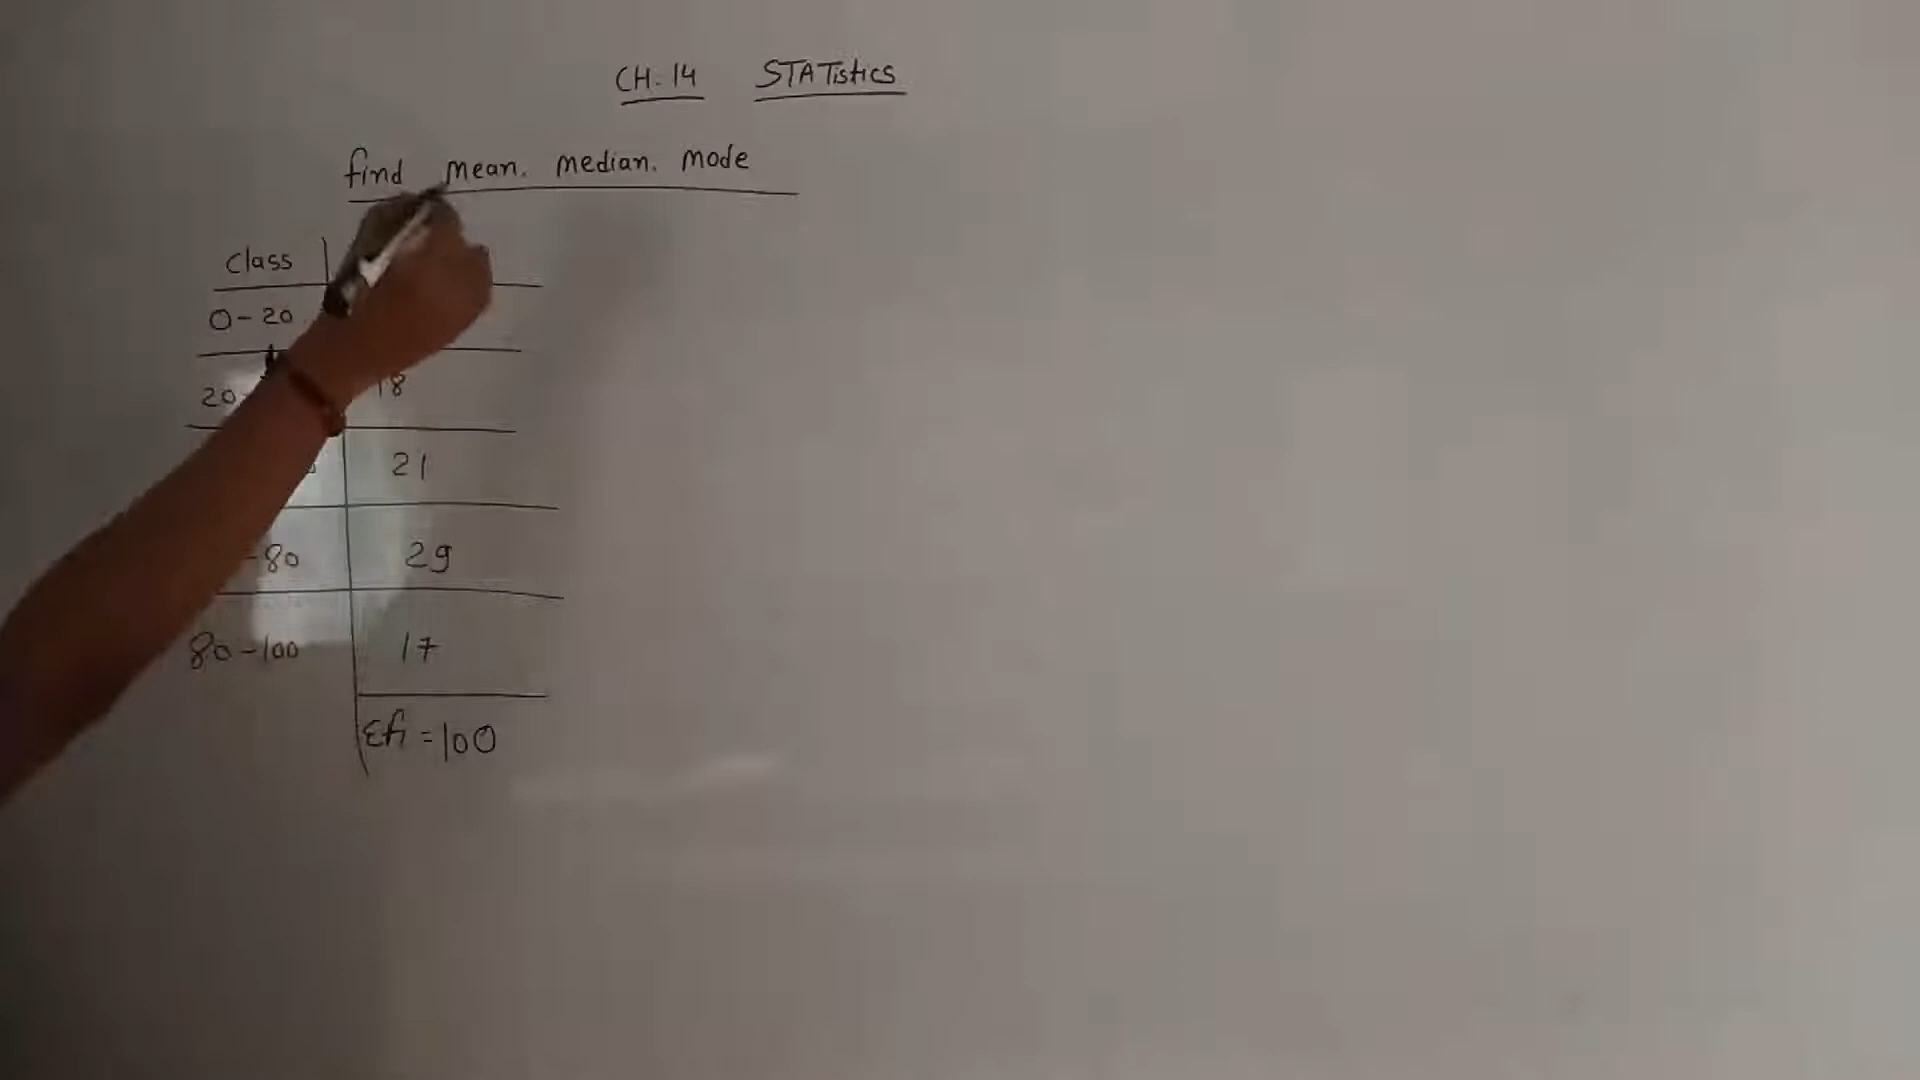 CH. 14 STATistics
find mean. median. mode
class
0-20
20 18
21
-80 29
80-100 17
Σfi = 100